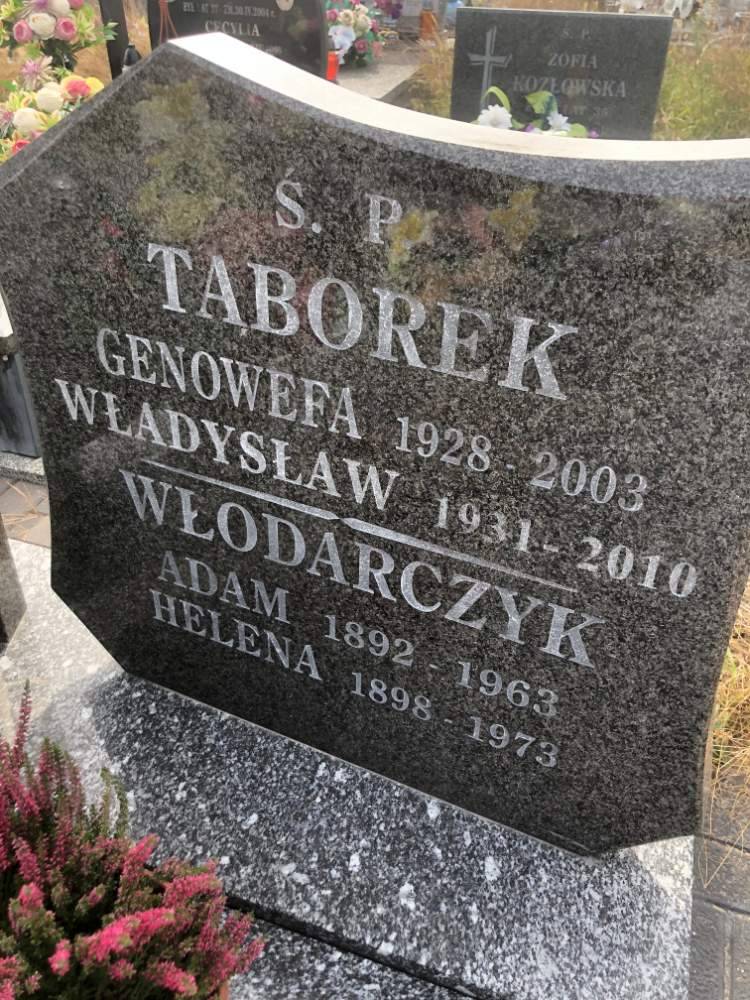 CECYLIA
Ś. P.
ZOFIA
KOZŁOWSKA
Ś. P.
TABOREK
GENOWEFA 1928 - 2003
WŁADYSŁAW 1931 - 2010
WŁODARCZYK
ADAM 1892 - 1963
HELENA 1898 - 1973